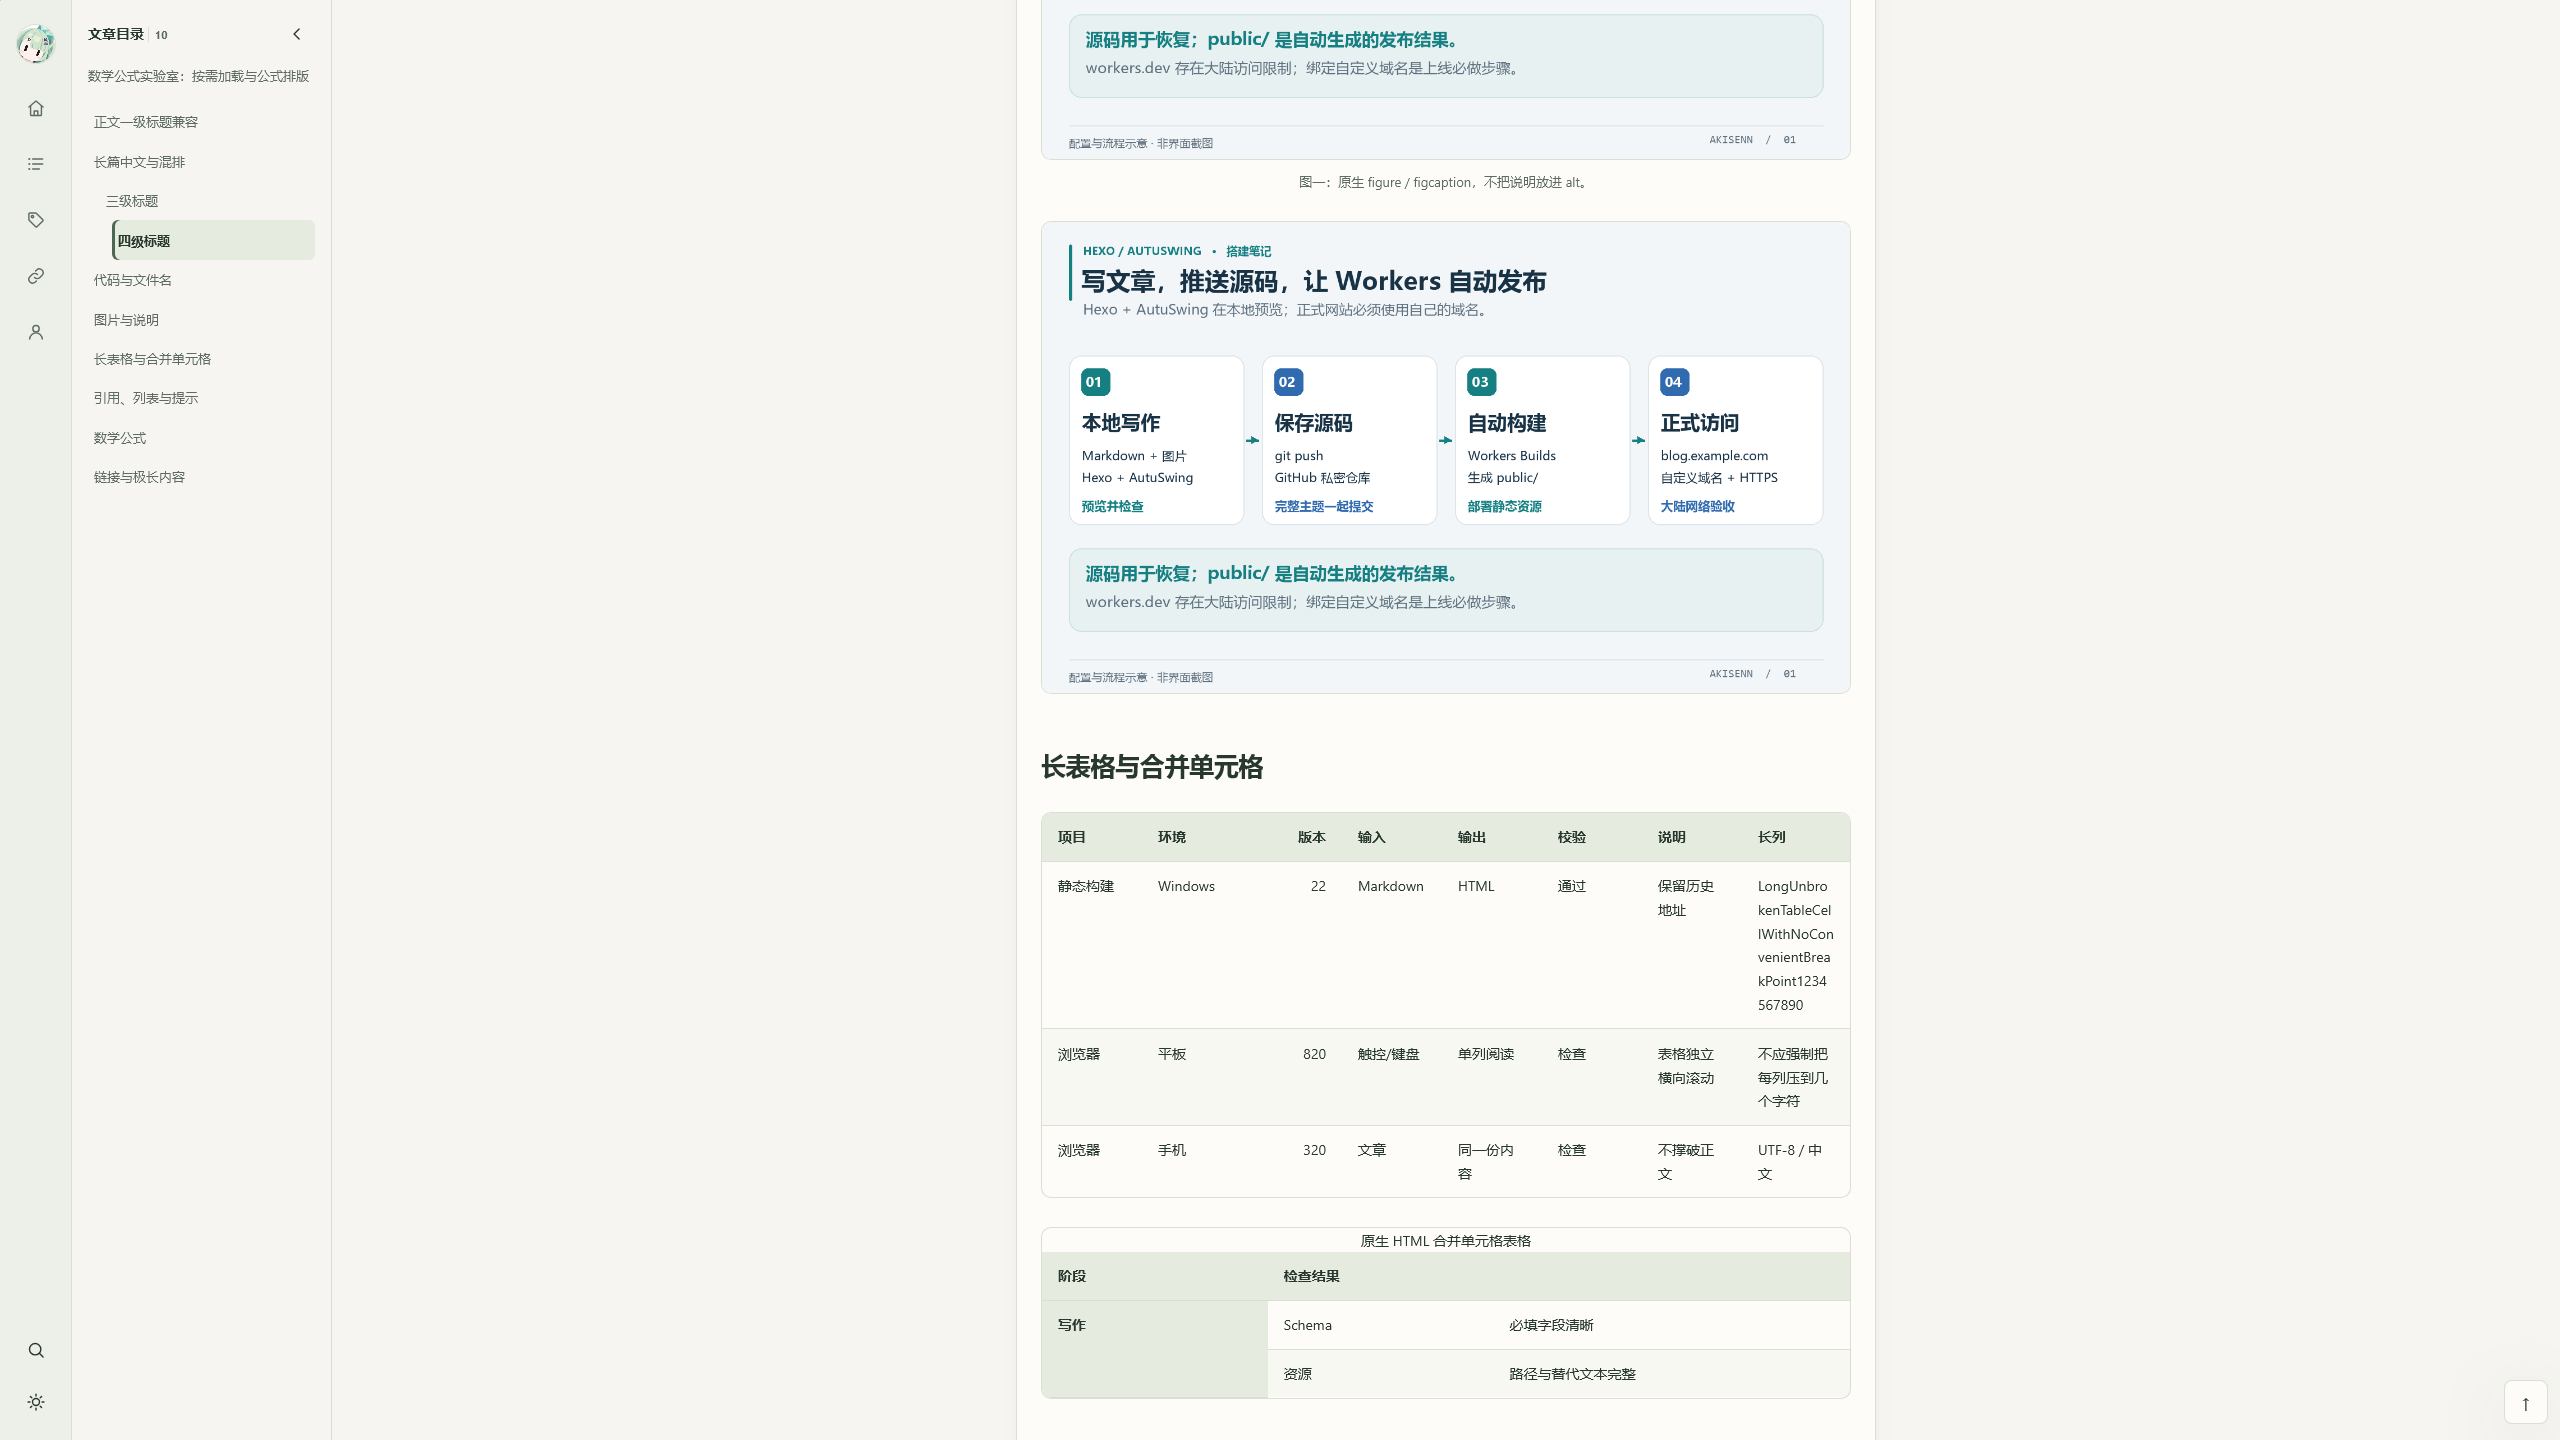 文章目录 10
数学公式实验室：按需加载与公式排版
正文一级标题兼容
长篇中文与混排
三级标题
四级标题
代码与文件名
图片与说明
长表格与合并单元格
引用、列表与提示
数学公式
链接与极长内容
源码用于恢复；public/ 是自动生成的发布结果。
workers.dev 存在大陆访问限制；绑定自定义域名是上线必做步骤。
配置与流程示意 · 非界面截图
AKISENN / 01
图一：原生 figure / figcaption，不把说明放进 alt。
HEXO / AUTUSWING • 搭建笔记
写文章，推送源码，让 Workers 自动发布
Hexo + AutuSwing 在本地预览；正式网站必须使用自己的域名。
01
本地写作
Markdown + 图片
Hexo + AutuSwing
预览并检查
02
保存源码
git push
GitHub 私密仓库
完整主题一起提交
03
自动构建
Workers Builds
生成 public/
部署静态资源
04
正式访问
blog.example.com
自定义域名 + HTTPS
大陆网络验收
源码用于恢复；public/ 是自动生成的发布结果。
workers.dev 存在大陆访问限制；绑定自定义域名是上线必做步骤。
配置与流程示意 · 非界面截图
AKISENN / 01
长表格与合并单元格
项目 环境 版本 输入 输出 校验 说明 长列
静态构建 Windows 22 Markdown HTML 通过 保留历史 LongUnbro
地址 kenTableCel
lWithNoCon
venientBrea
kPoint1234
567890
浏览器 平板 820 触控/键盘 单列阅读 检查 表格独立 不应强制把
横向滚动 每列压到几
个字符
浏览器 手机 320 文章 同一份内 检查 不撑破正 UTF-8 / 中
容 文 文
原生 HTML 合并单元格表格
阶段 检查结果
写作 Schema 必填字段清晰
资源 路径与替代文本完整
↑